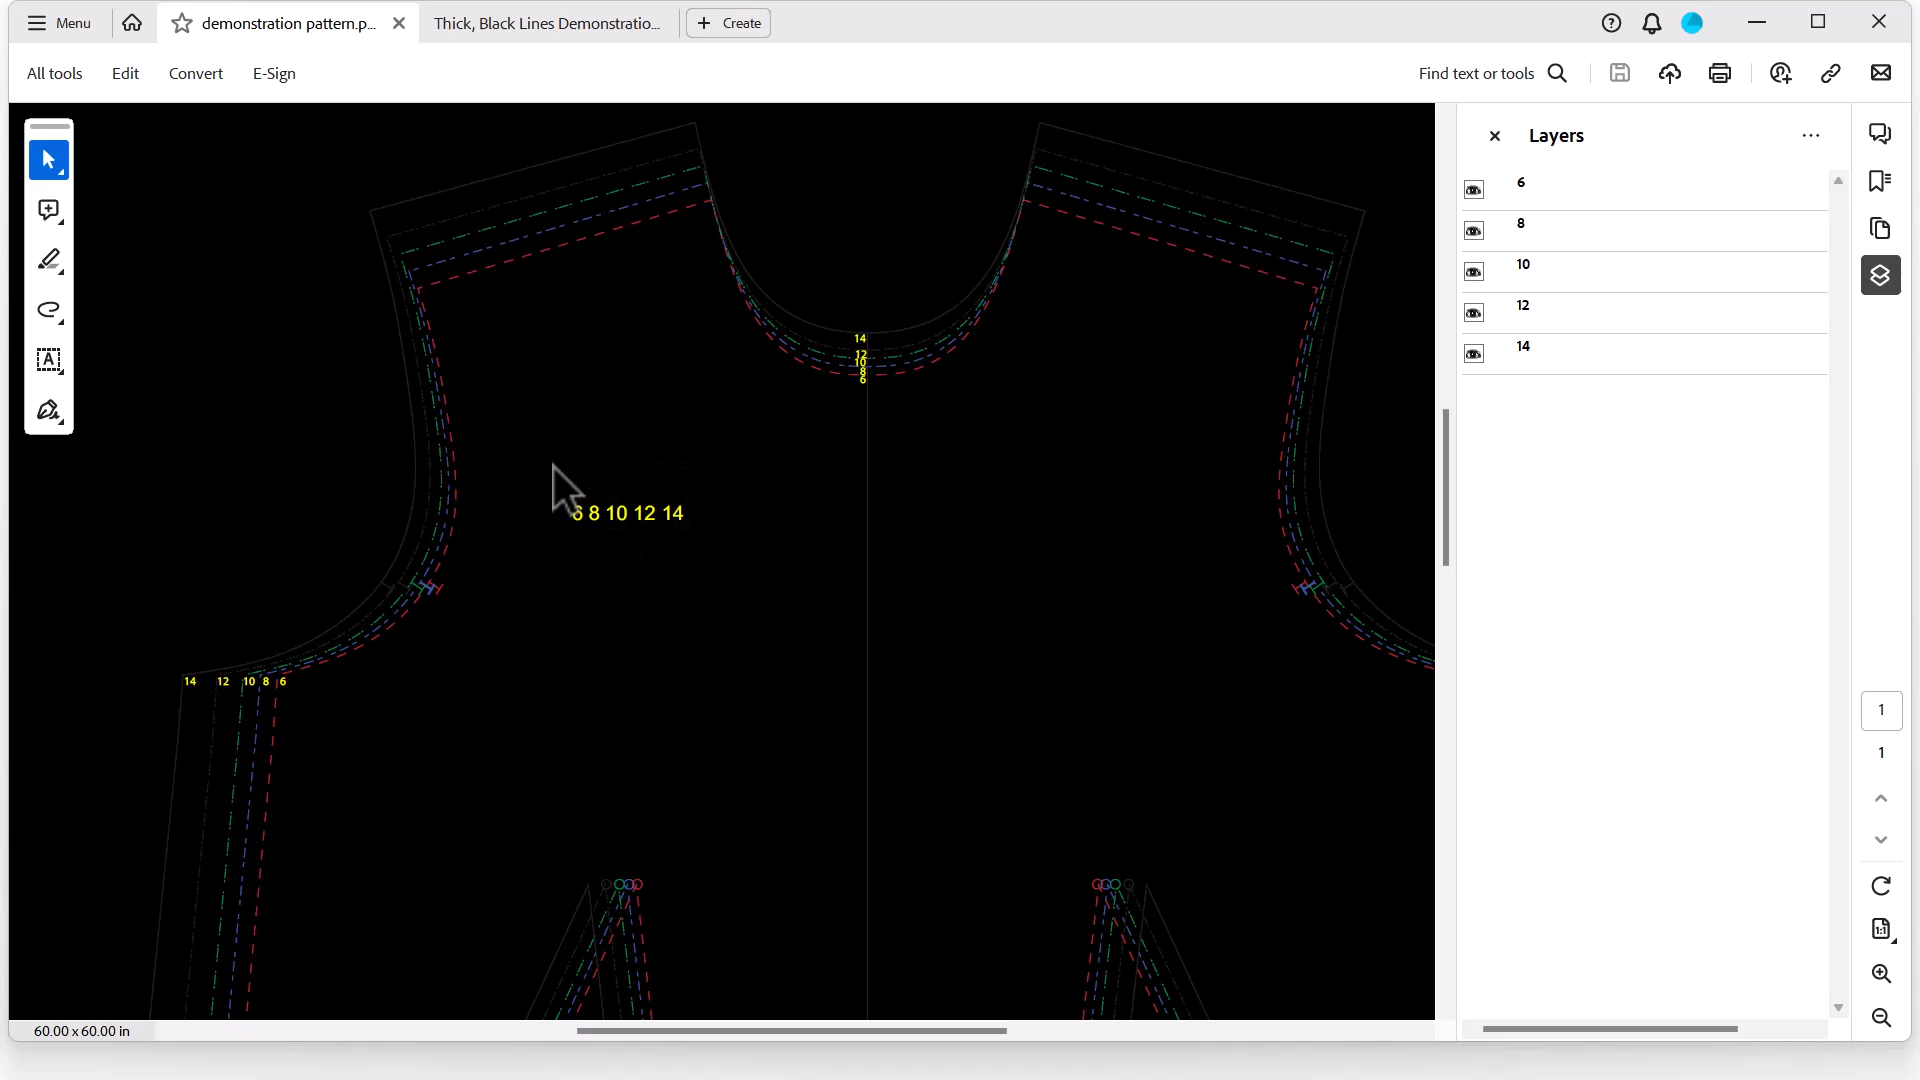 Menu
demonstration pattern.p...
Thick, Black Lines Demonstratio...
Create
All tools
Edit
Convert
E-Sign
Find text or tools
Layers
6
8
10
12
14
14
12
10
8
6
6 8 10 12 14
14 12 10 8 6
1
1
60.00 x 60.00 in